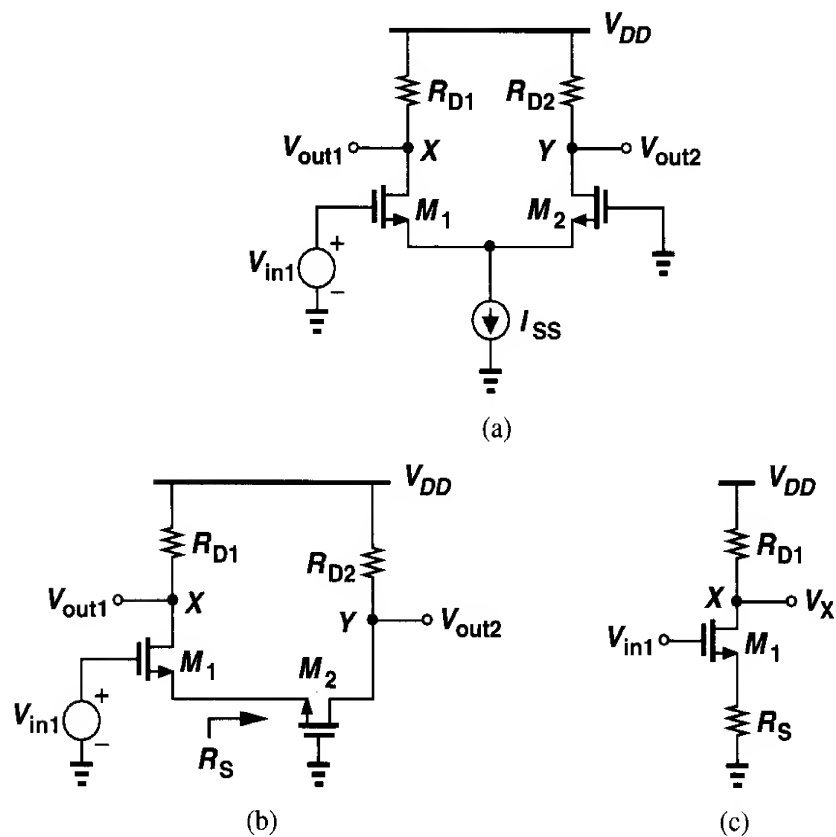 V_DD
R_D1 R_D2
V_out1 X Y V_out2
M_1 M_2
V_in1 + −
I_SS
(a)
V_DD
R_D1
R_D2
V_out1 X
Y V_out2
M_1 M_2
V_in1 + −
R_S
(b)
V_DD
R_D1
X V_X
V_in1 M_1
R_S
(c)